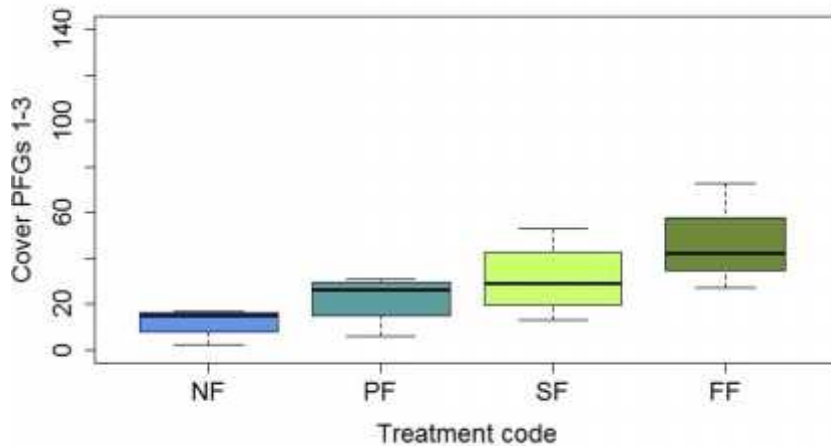 Cover PFGs 1-3
140
100
60
20
0
NF PF SF FF
Treatment code